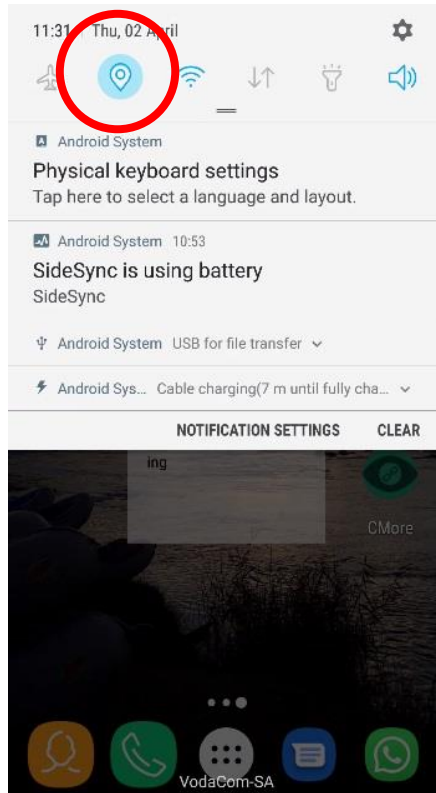 11:31 Thu, 02 April
Android System
Physical keyboard settings
Tap here to select a language and layout.
Android System 10:53
SideSync is using battery
SideSync
Android System USB for file transfer
Android Sys... Cable charging(7 m until fully cha...
NOTIFICATION SETTINGS CLEAR
ing
CMore
VodaCom-SA